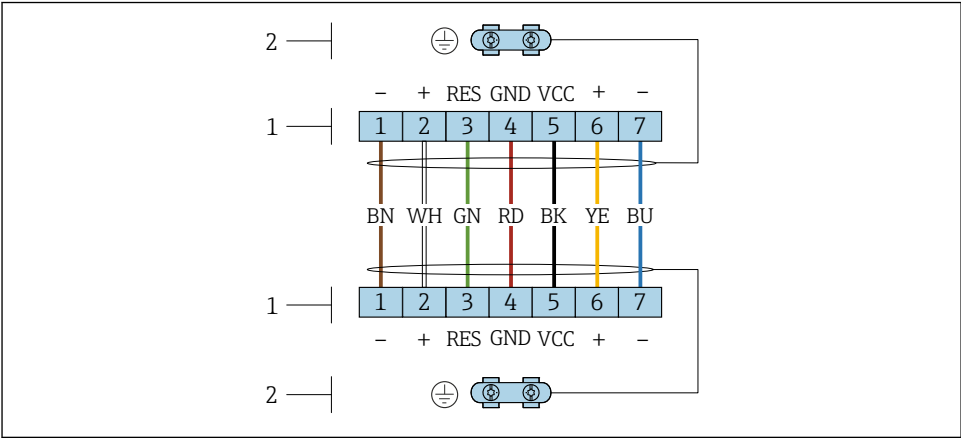 2
– + RES GND VCC + –
1 1 2 3 4 5 6 7
BN WH GN RD BK YE BU
1 1 2 3 4 5 6 7
– + RES GND VCC + –
2